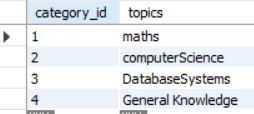 category_id topics
1 maths
2 computerScience
3 DatabaseSystems
4 General Knowledge